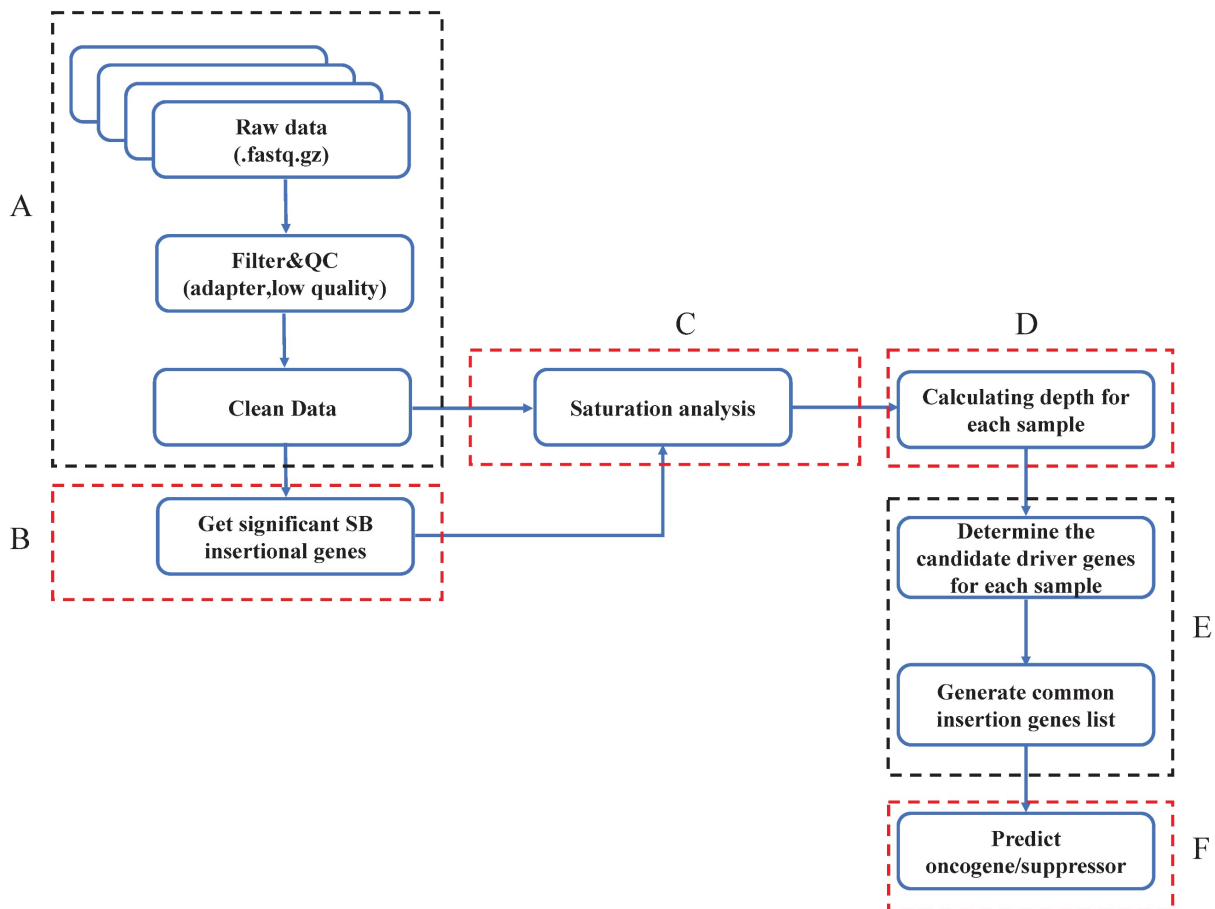 A
Raw data
(.fastq.gz)
Filter&QC
(adapter,low quality)
Clean Data
B
Get significant SB
insertional genes
C
Saturation analysis
D
Calculating depth for
each sample
E
Determine the
candidate driver genes
for each sample
Generate common
insertion genes list
F
Predict
oncogene/suppressor